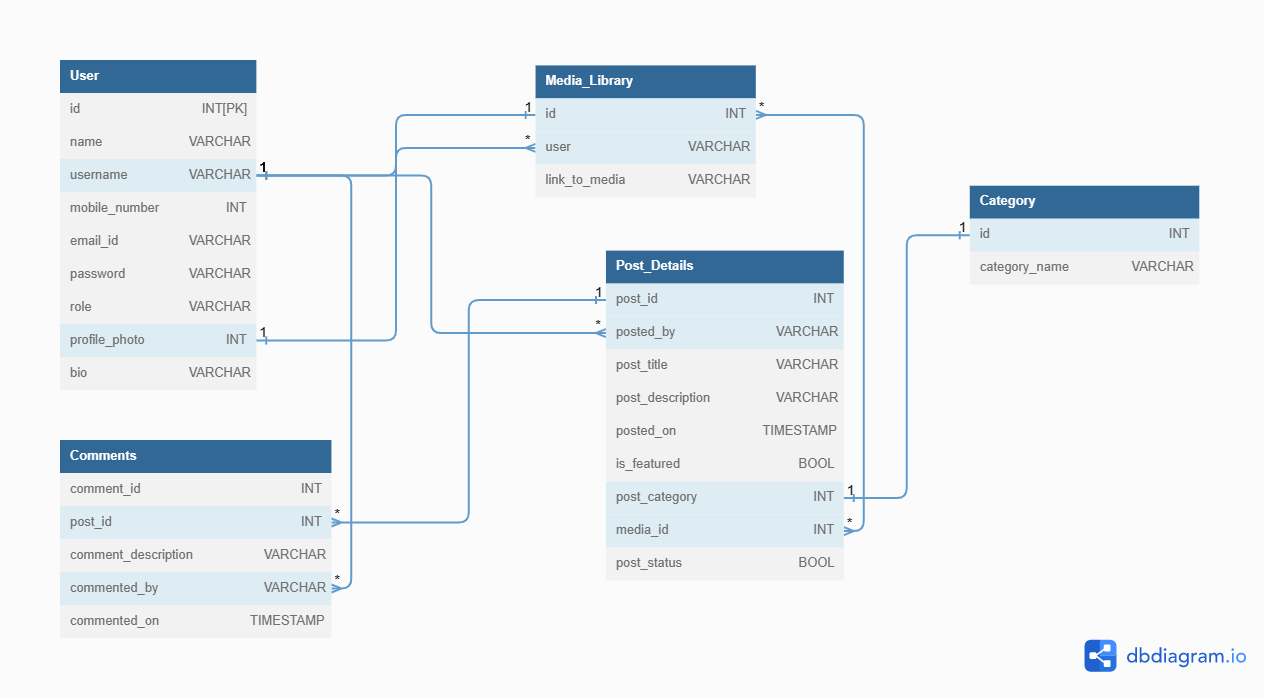 User
id INT[PK]
name VARCHAR
username VARCHAR 1
mobile_number INT
email_id VARCHAR
password VARCHAR
role VARCHAR
profile_photo INT 1
bio VARCHAR
Media_Library
1 id INT *
* user VARCHAR
link_to_media VARCHAR
Category
1 id INT
category_name VARCHAR
Post_Details
1 post_id INT
* posted_by VARCHAR
post_title VARCHAR
post_description VARCHAR
posted_on TIMESTAMP
is_featured BOOL
post_category INT 1
media_id INT *
post_status BOOL
Comments
comment_id INT
post_id INT *
comment_description VARCHAR
commented_by VARCHAR *
commented_on TIMESTAMP
dbdiagram.io